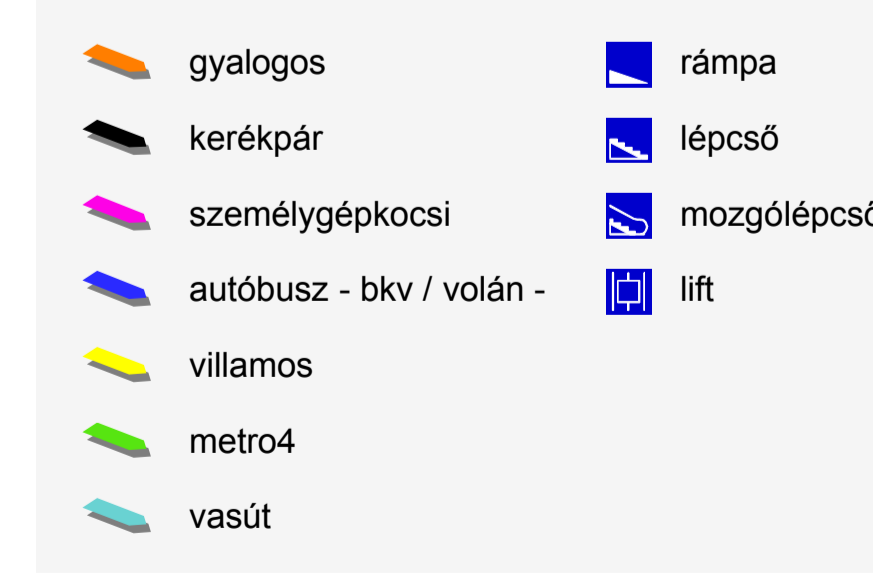 gyalogos
kerékpár
személygépkocsi
autóbusz - bkv / volán -
villamos
metro4
vasút
rámpa
lépcső
mozgólépcső
lift